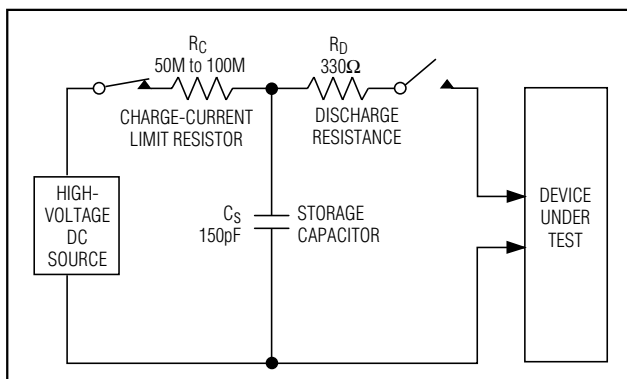 R_C
50M to 100M
CHARGE-CURRENT
LIMIT RESISTOR
R_D
330Ω
DISCHARGE
RESISTANCE
HIGH-
VOLTAGE
DC
SOURCE
C_S
150pF
STORAGE
CAPACITOR
DEVICE
UNDER
TEST